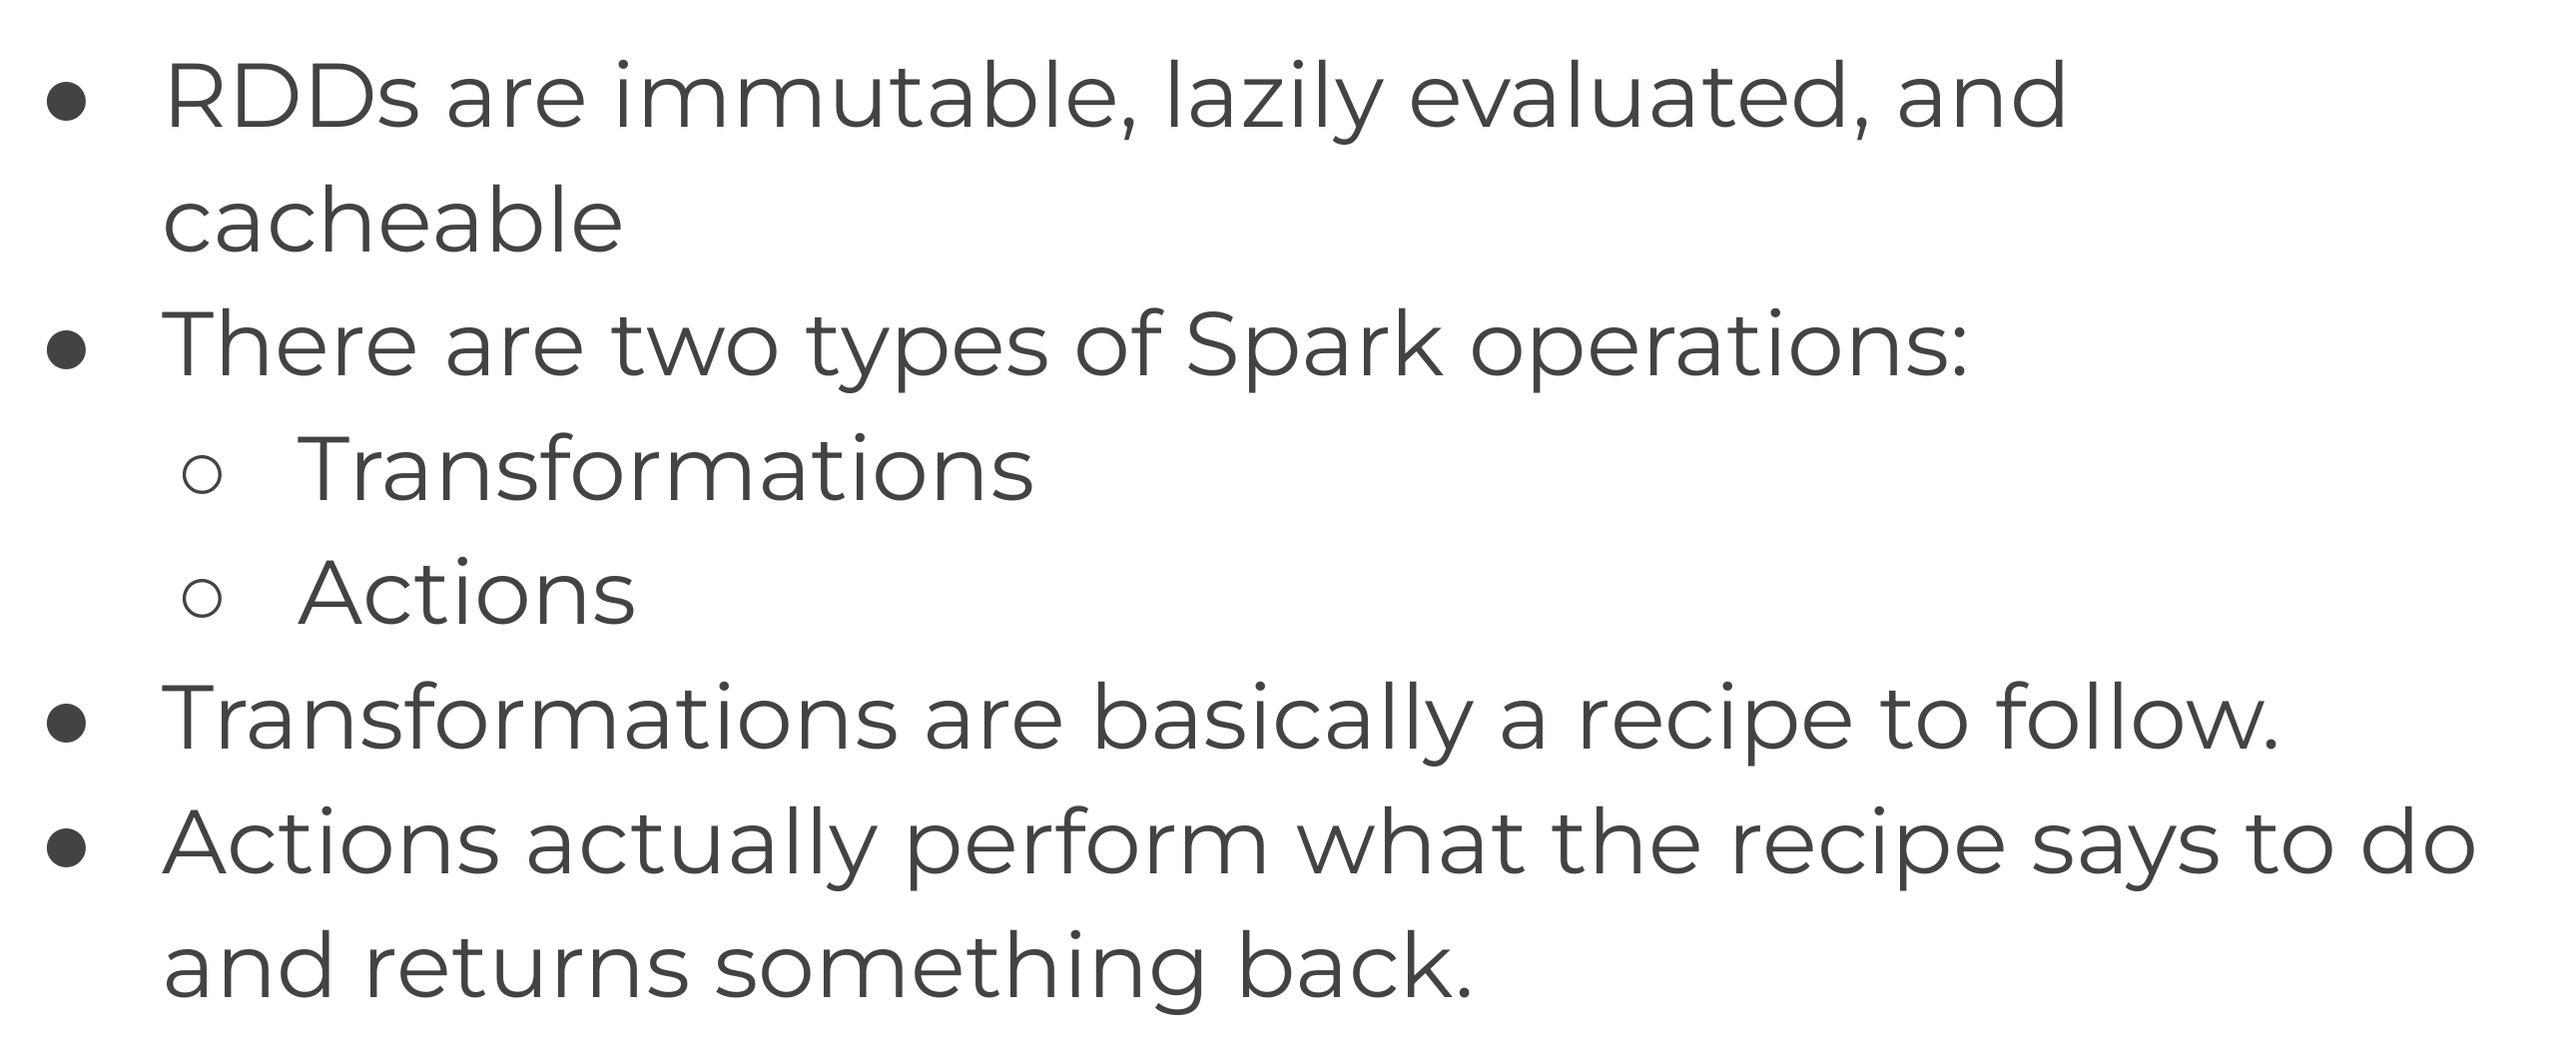 ● RDDs are immutable, lazily evaluated, and
cacheable
● There are two types of Spark operations:
○ Transformations
○ Actions
● Transformations are basically a recipe to follow.
● Actions actually perform what the recipe says to do
and returns something back.